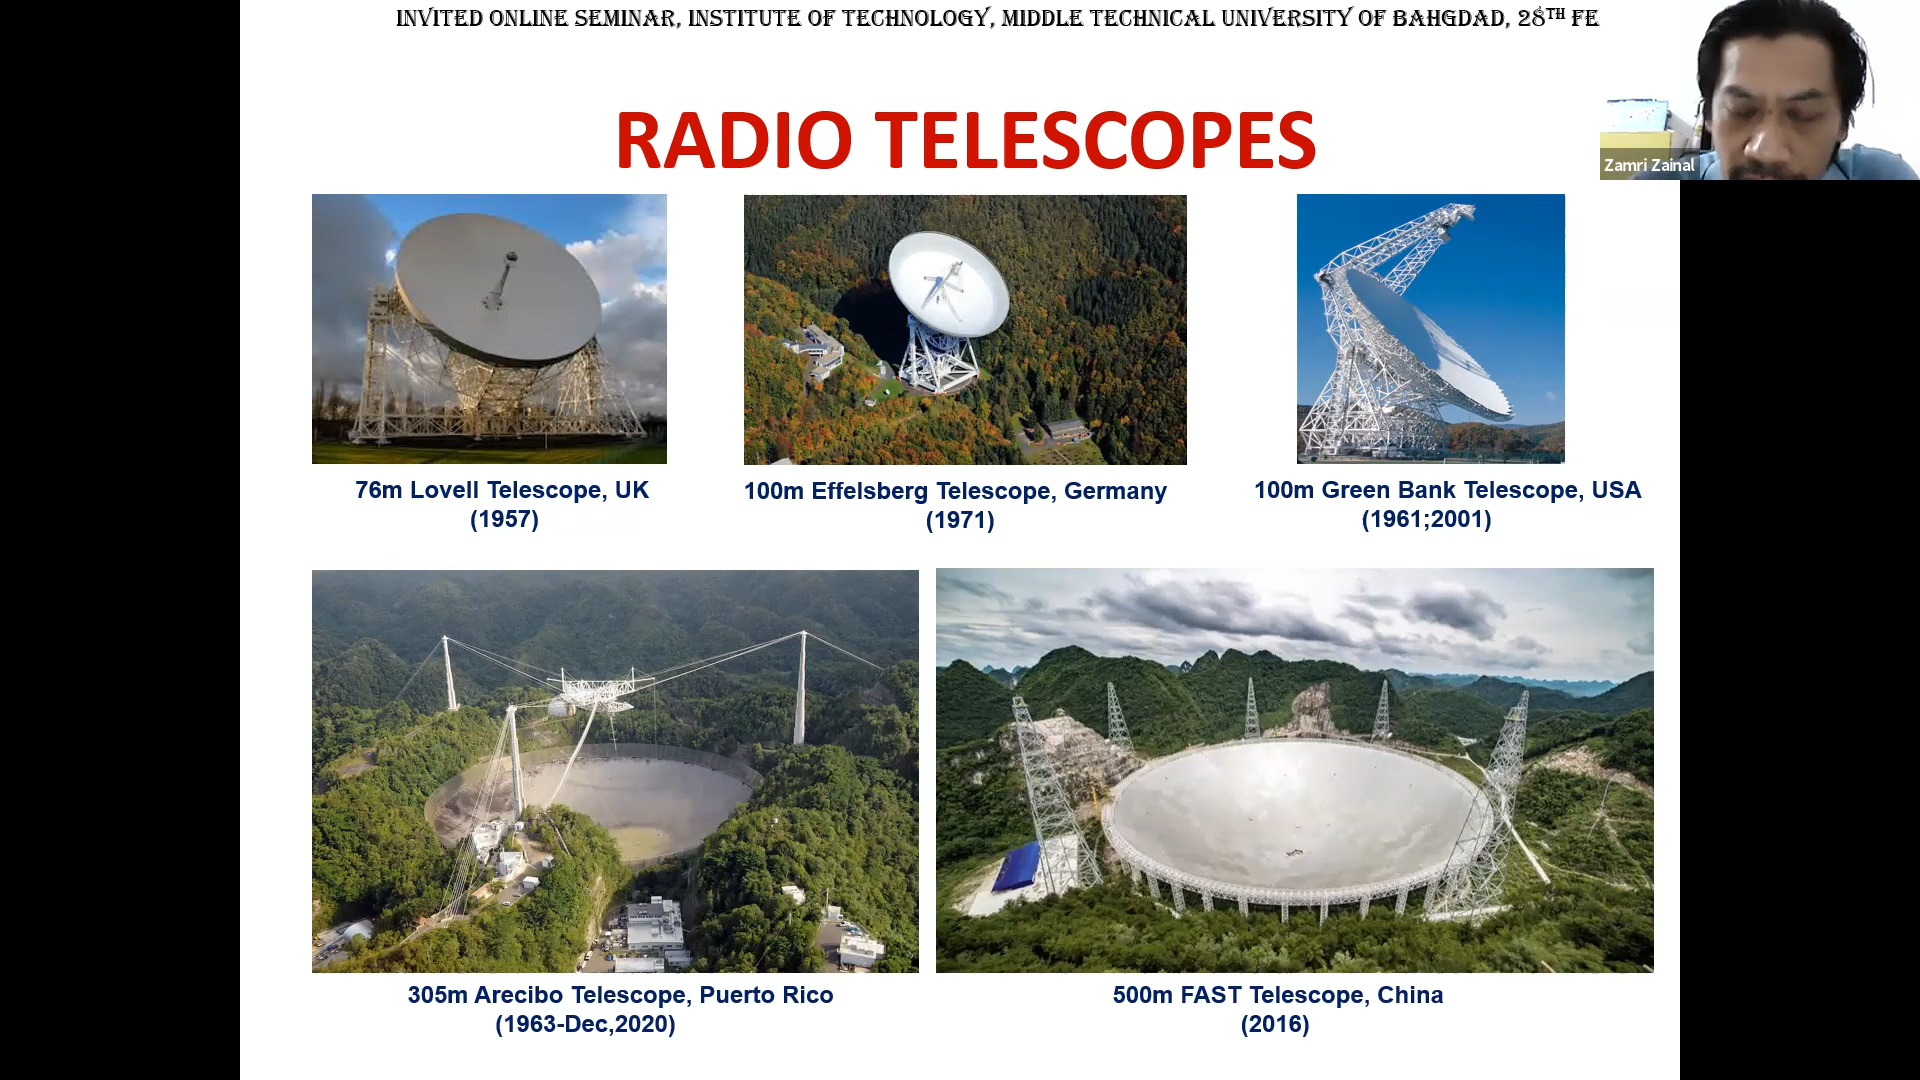 INVITED ONLINE SEMINAR, INSTITUTE OF TECHNOLOGY, MIDDLE TECHNICAL UNIVERSITY OF BAHGDAD, 28TH FE
RADIO TELESCOPES
Zamri Zainal
76m Lovell Telescope, UK
(1957)
100m Effelsberg Telescope, Germany
(1971)
100m Green Bank Telescope, USA
(1961;2001)
305m Arecibo Telescope, Puerto Rico
(1963-Dec,2020)
500m FAST Telescope, China
(2016)